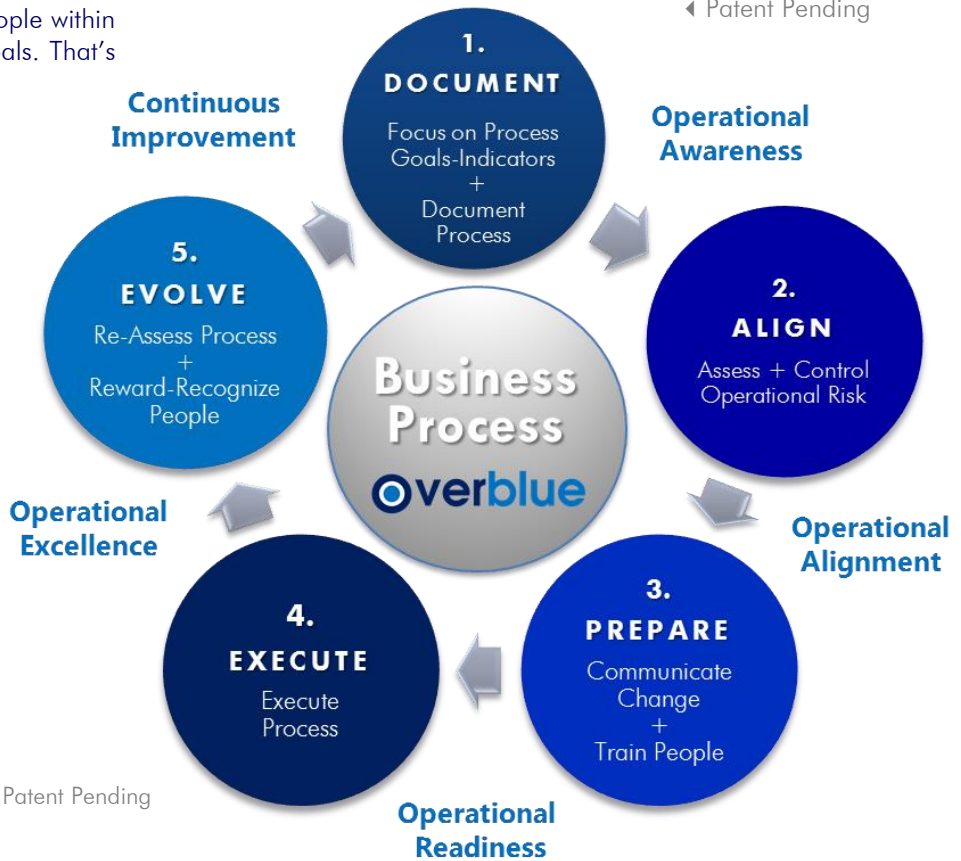 ople within
oals. That's
◂ Patent Pending
1.
DOCUMENT
Focus on Process
Goals-Indicators
+
Document
Process
Operational
Awareness
2.
ALIGN
Assess + Control
Operational Risk
Operational
Alignment
3.
PREPARE
Communicate
Change
+
Train People
Operational
Readiness
4.
EXECUTE
Execute
Process
Operational
Excellence
5.
EVOLVE
Re-Assess Process
+
Reward-Recognize
People
Continuous
Improvement
Business
Process
Overblue
Patent Pending